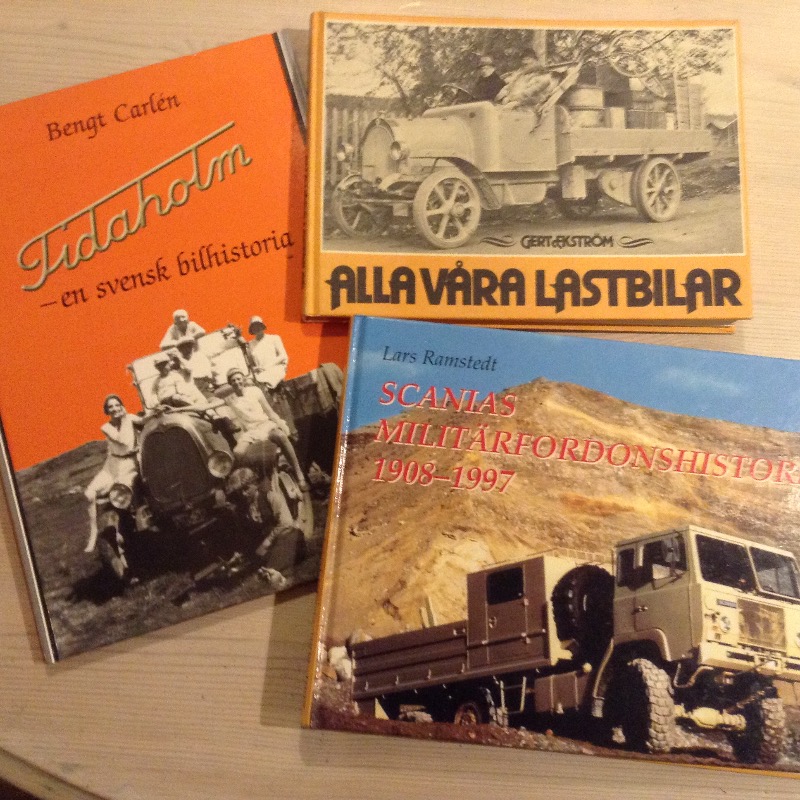 Bengt Carlén
Tidaholm
– en svensk bilhistoria
GERT EKSTRÖM
ALLA VÅRA LASTBILAR
Lars Ramstedt
SCANIAS
MILITÄRFORDONSHISTOR
1908–1997